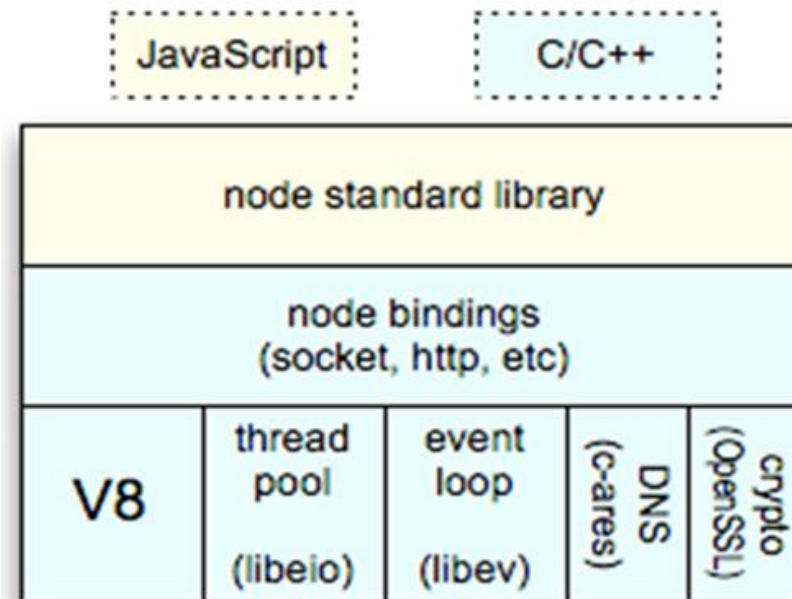 JavaScript
C/C++
node standard library
node bindings
(socket, http, etc)
V8
thread
pool
(libeio)
event
loop
(libev)
DNS
(c-ares)
crypto
(OpenSSL)